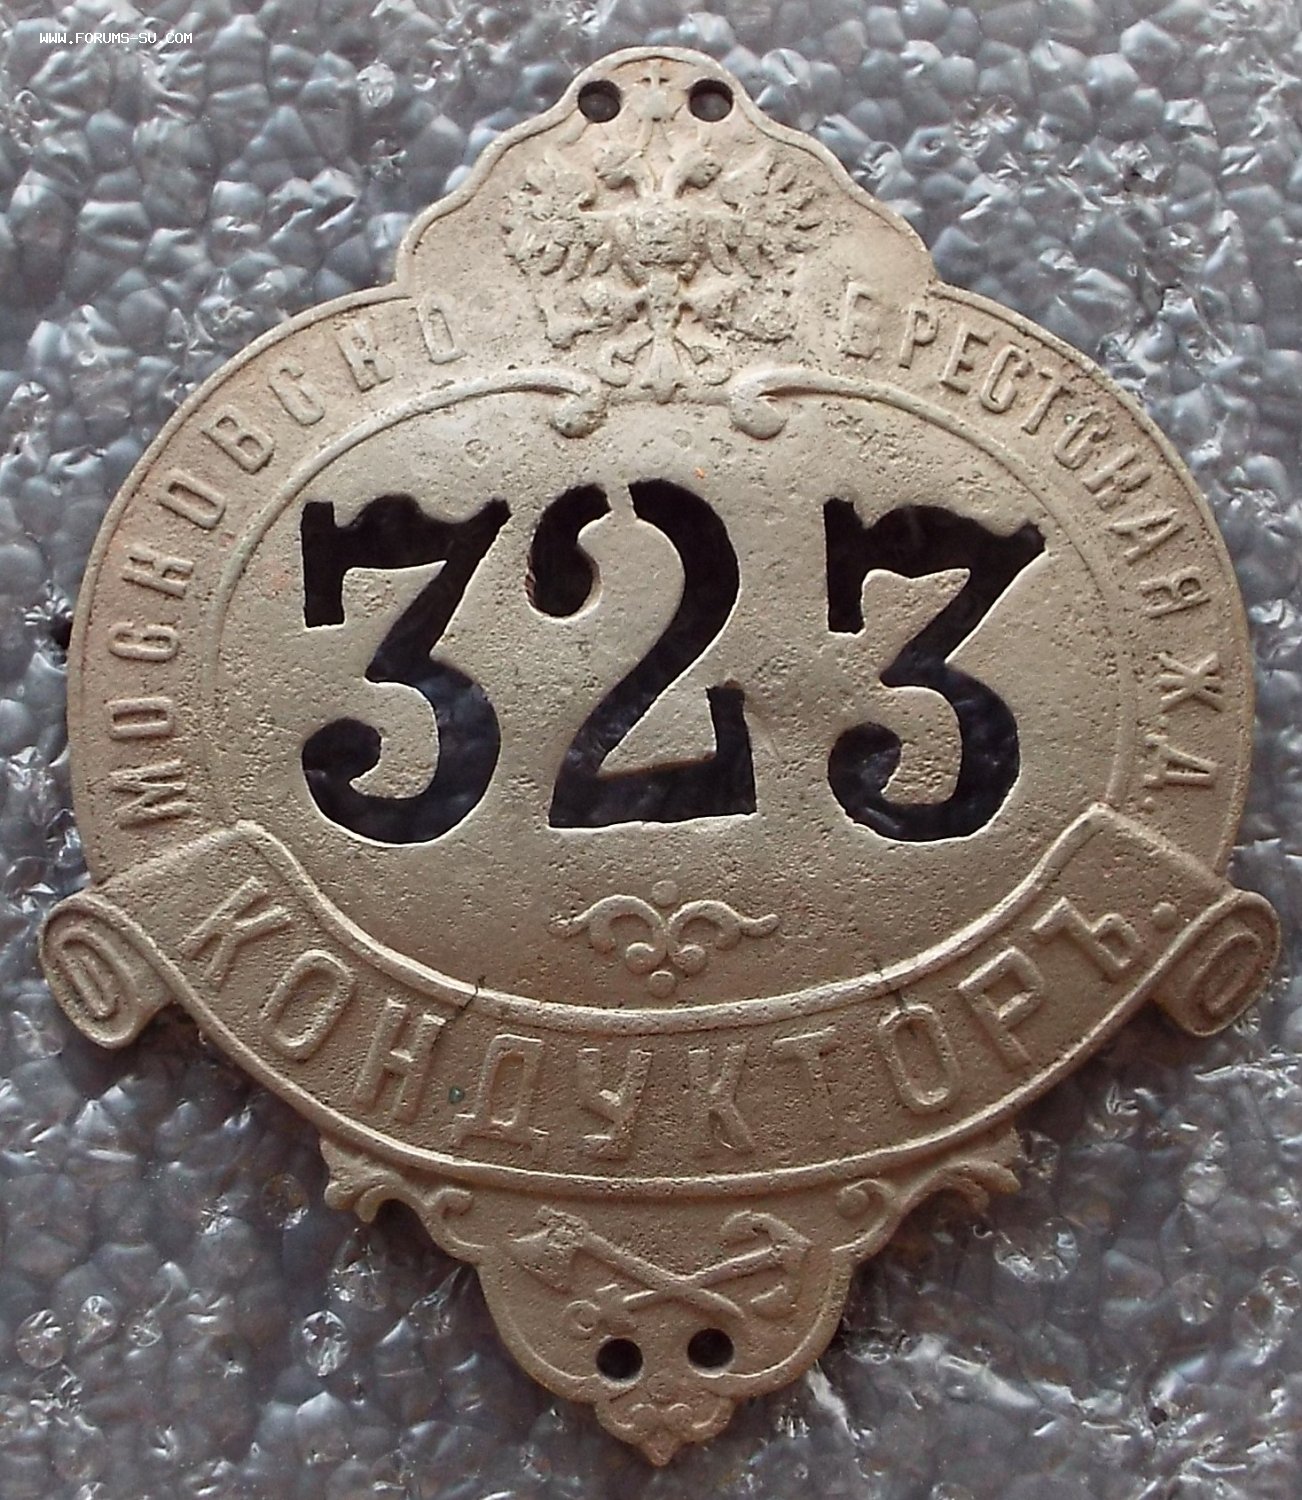 WWW.FORUMS-SU.COM
МОСКОВСКО БРЕСТСКАЯ Ж.Д.
323
КОНДУКТОРЪ.